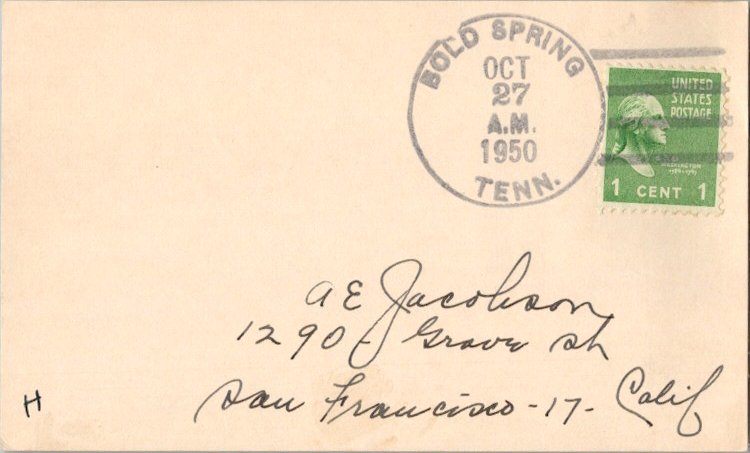 BOLD SPRING
OCT
27
A.M.
1950
TENN.
UNITED
STATES
POSTAGE
WASHINGTON
1 CENT 1
A E Jacobson
1290 Grove St
San Francisco - 17 - Calif
H